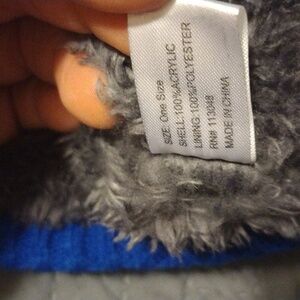 SIZE: One Size
SHELL:100%ACRYLIC
LINING:100%POLYESTER
RN# 113048
MADE IN CHINA